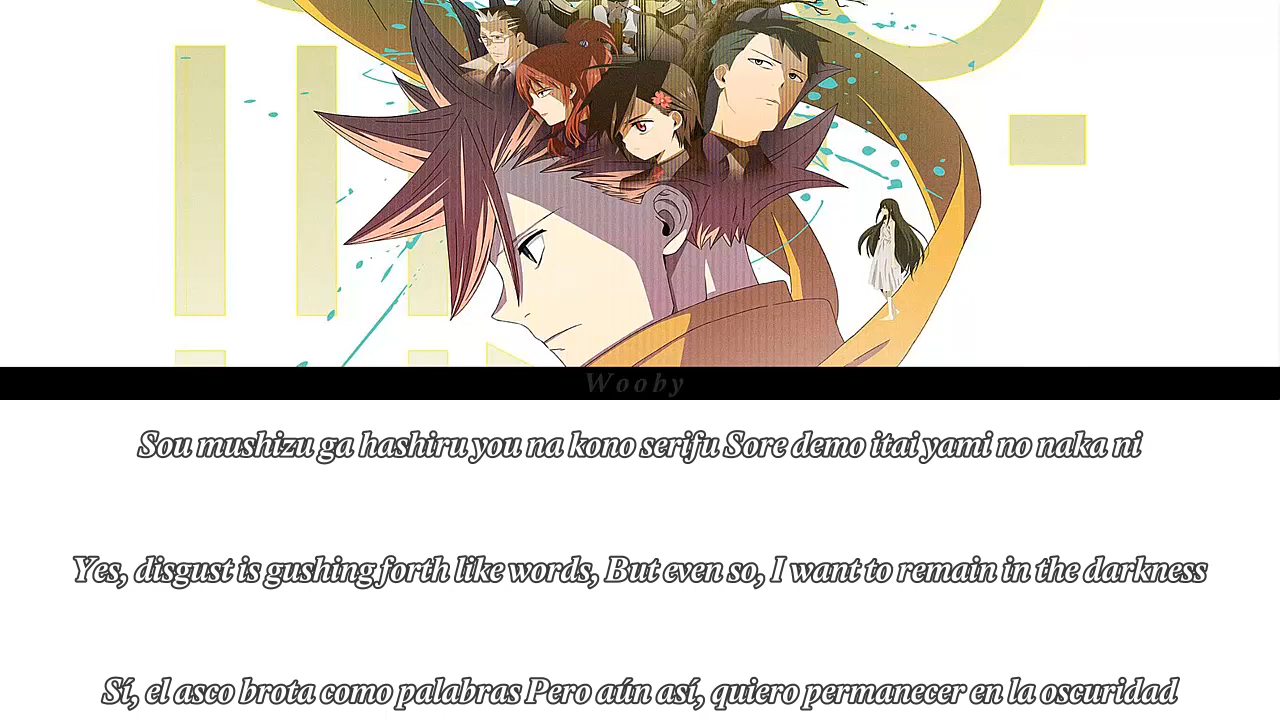 Wooby
Sou mushizu ga hashiru you na kono serifu Sore demo itai yami no naka ni
Yes, disgust is gushing forth like words, But even so, I want to remain in the darkness
Sí, el asco brota como palabras Pero aún así, quiero permanecer en la oscuridad